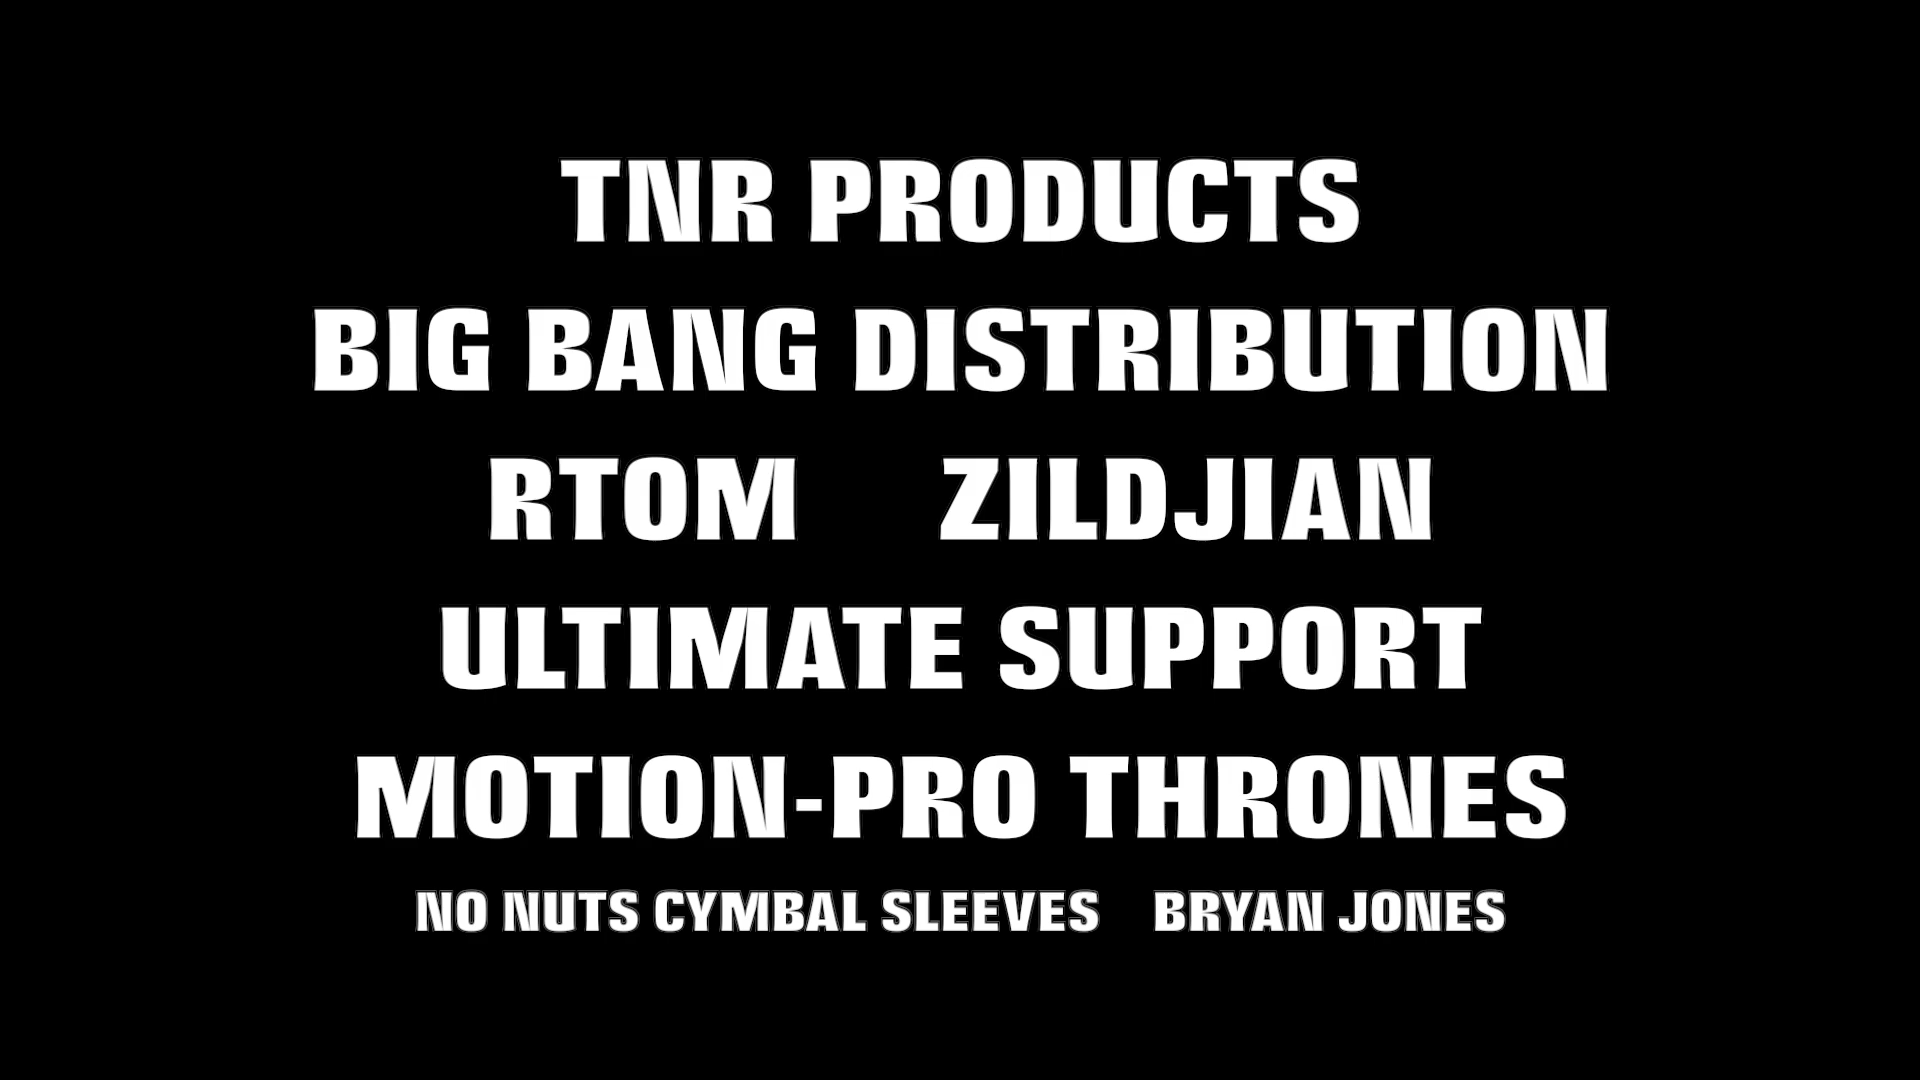 TNR PRODUCTS
BIG BANG DISTRIBUTION
RTOM ZILDJIAN
ULTIMATE SUPPORT
MOTION-PRO THRONES
NO NUTS CYMBAL SLEEVES BRYAN JONES